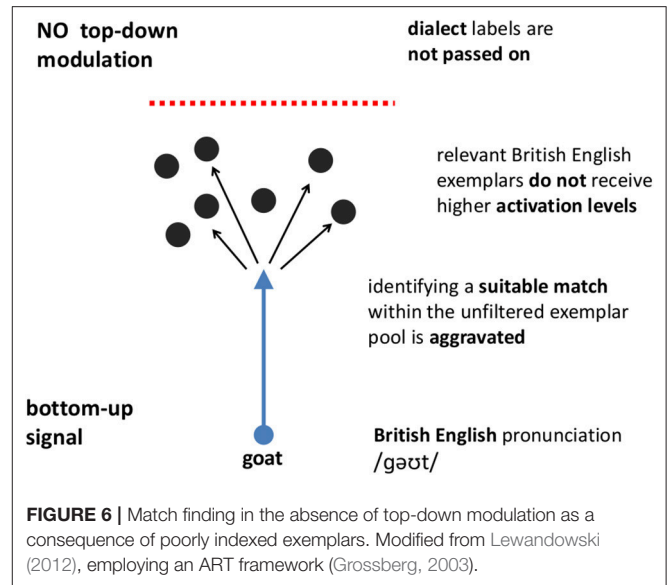 NO top-down
modulation
dialect labels are
not passed on
relevant British English
exemplars do not receive
higher activation levels
identifying a suitable match
within the unfiltered exemplar
pool is aggravated
bottom-up
signal
goat
British English pronunciation
/gəʊt/
FIGURE 6 | Match finding in the absence of top-down modulation as a
consequence of poorly indexed exemplars. Modified from Lewandowski
(2012), employing an ART framework (Grossberg, 2003).